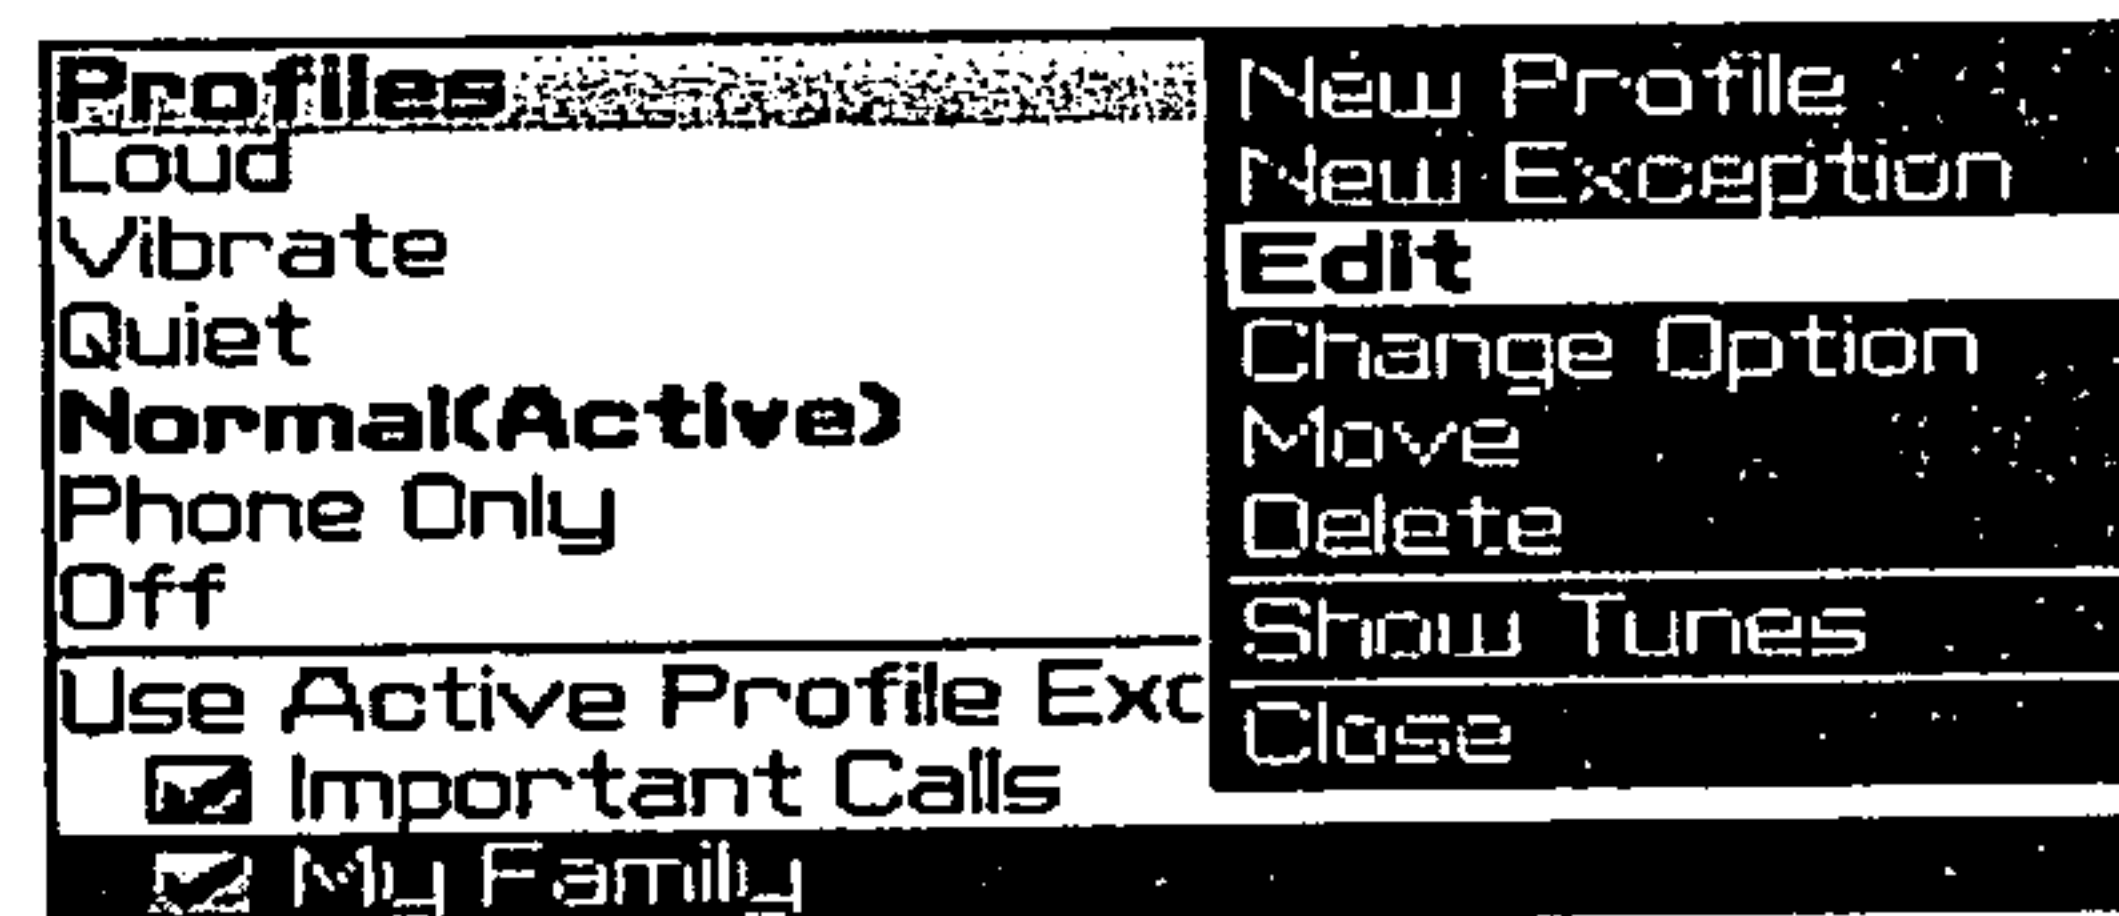 Profiles
Loud
Vibrate
Quiet
Normal(Active)
Phone Only
Off
Use Active Profile Exc
Important Calls
My Family
New Profile
New Exception
Edit
Change Option
Move
Delete
Show Tunes
Close